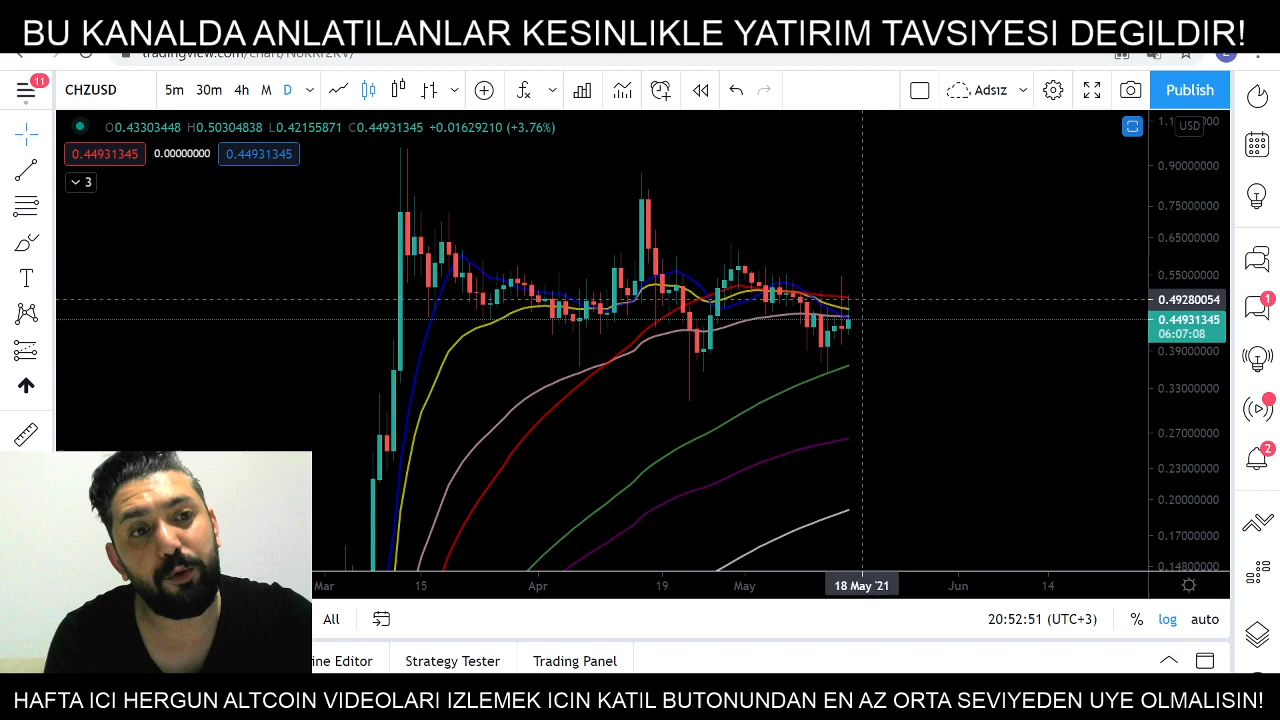 BU KANALDA ANLATILANLAR KESINLIKLE YATIRIM TAVSIYESI DEGILDIR!
11
CHZUSD 5m 30m 4h M D Adsız Publish
O0.43303448 H0.50304838 L0.42155871 C0.44931345 +0.01629210 (+3.76%)
USD
0.44931345 0.00000000 0.44931345
3
0.90000000
0.75000000
0.65000000
0.55000000
0.49280054
1
0.44931345
06:07:08
0.39000000
0.33000000
0.27000000
2
0.23000000
0.20000000
0.17000000
0.14800000
Mar 15 Apr 19 May 18 May '21 Jun 14
All 20:52:51 (UTC+3) % log auto
ine Editor Strategy Tester Trading Panel
HAFTA ICI HERGUN ALTCOIN VIDEOLARI IZLEMEK ICIN KATIL BUTONUNDAN EN AZ ORTA SEVIYEDEN UYE OLMALISIN!